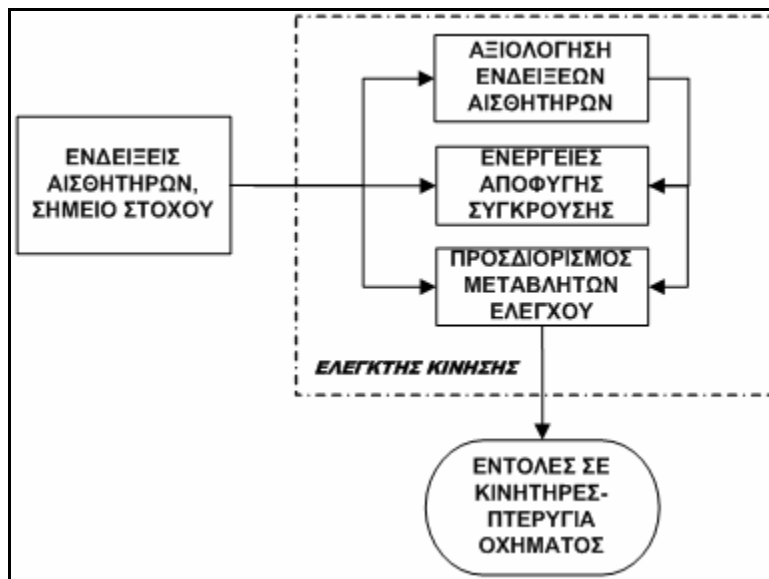 ΕΝΔΕΙΞΕΙΣ
ΑΙΣΘΗΤΗΡΩΝ,
ΣΗΜΕΙΟ ΣΤΟΧΟΥ
ΑΞΙΟΛΟΓΗΣΗ
ΕΝΔΕΙΞΕΩΝ
ΑΙΣΘΗΤΗΡΩΝ
ΕΝΕΡΓΕΙΕΣ
ΑΠΟΦΥΓΗΣ
ΣΥΓΚΡΟΥΣΗΣ
ΠΡΟΣΔΙΟΡΙΣΜΟΣ
ΜΕΤΑΒΛΗΤΩΝ
ΕΛΕΓΧΟΥ
ΕΛΕΓΚΤΗΣ ΚΙΝΗΣΗΣ
ΕΝΤΟΛΕΣ ΣΕ
ΚΙΝΗΤΗΡΕΣ-
ΠΤΕΡΥΓΙΑ
ΟΧΗΜΑΤΟΣ